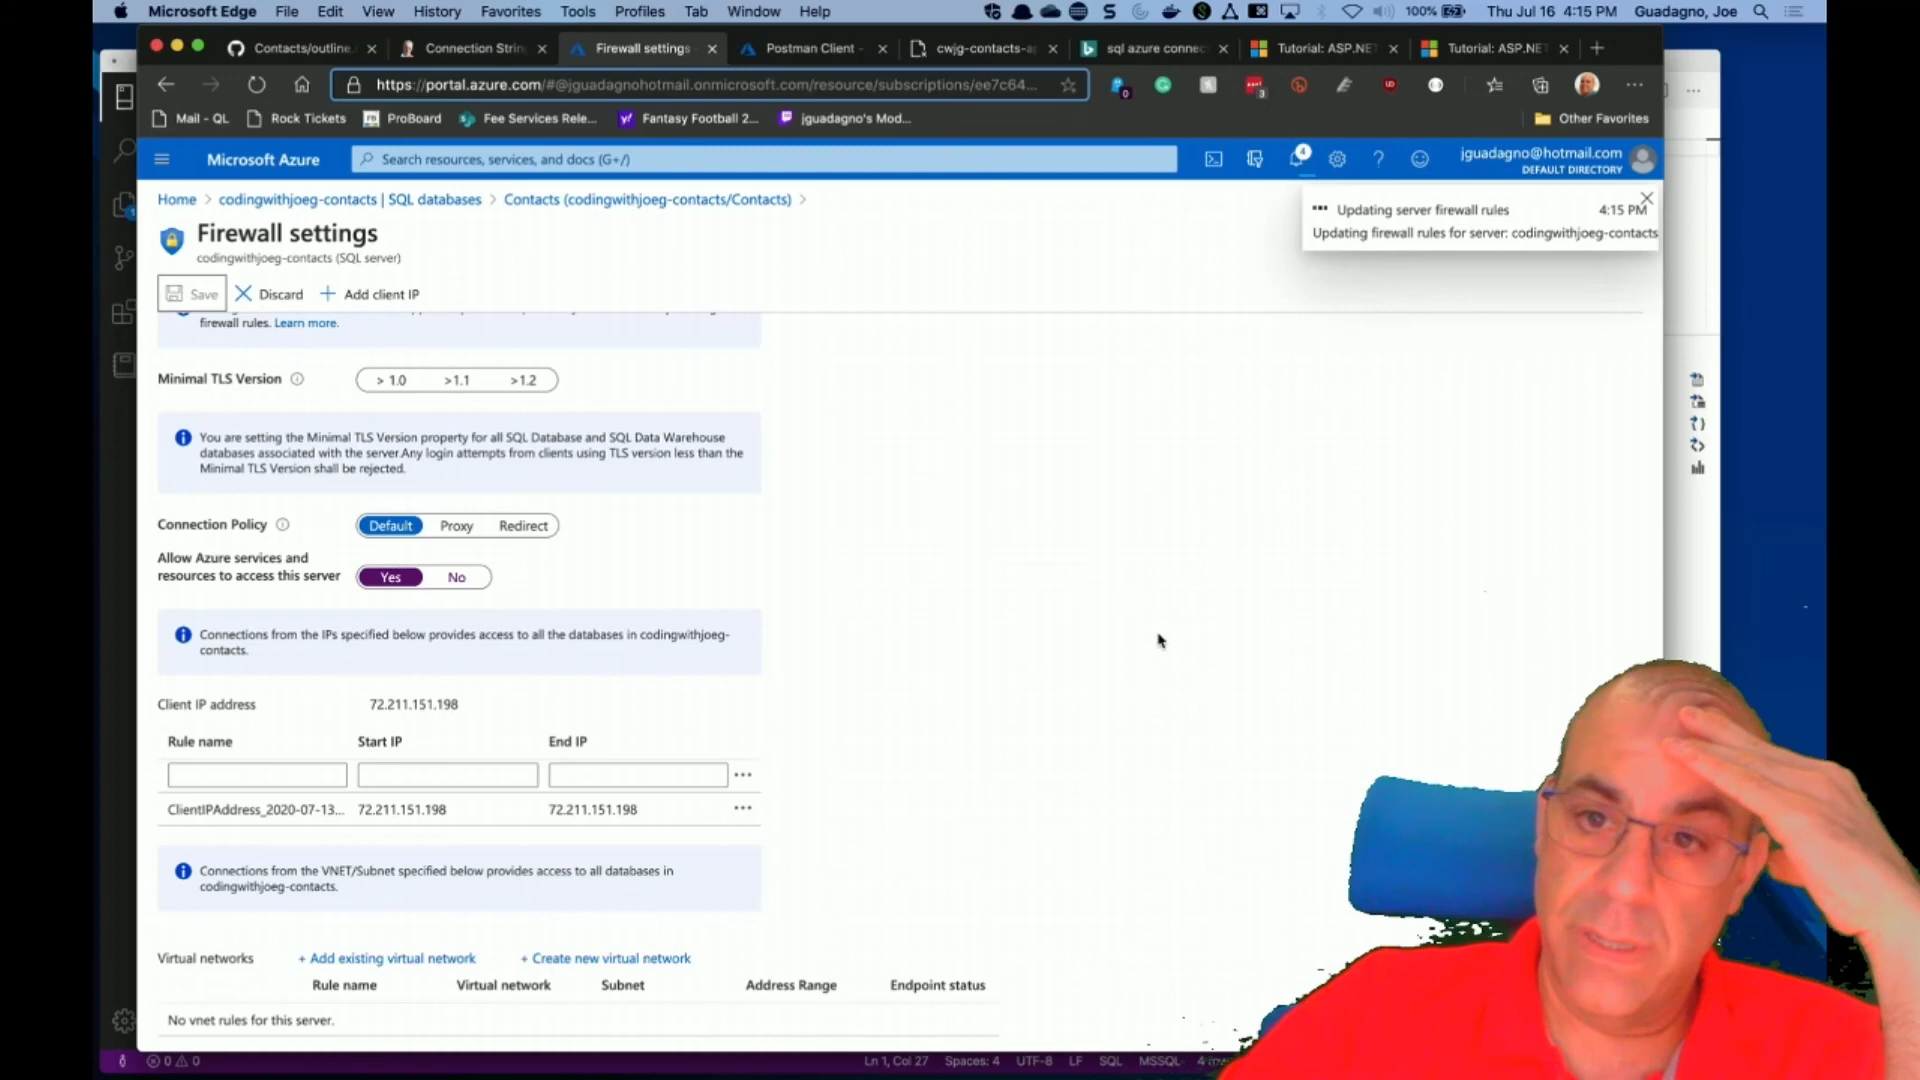 Microsoft Edge File Edit View History Favorites Tools Profiles Tab Window Help 100% Thu Jul 16 4:15 PM Guadagno, Joe
Contacts/outline. Connection Strin Firewall settings Postman Client - cwjg-contacts-a sql azure connec Tutorial: ASP.NE Tutorial: ASP.NE
https://portal.azure.com/#@jguadagnohotmail.onmicrosoft.com/resource/subscriptions/ee7c64...
Mail - QL Rock Tickets ProBoard Fee Services Rele... Fantasy Football 2... jguadagno's Mod... Other Favorites
Microsoft Azure Search resources, services, and docs (G+/) 4 jguadagno@hotmail.com
DEFAULT DIRECTORY
Home > codingwithjoeg-contacts | SQL databases > Contacts (codingwithjoeg-contacts/Contacts) >
Updating server firewall rules 4:15 PM
Updating firewall rules for server: codingwithjoeg-contacts
Firewall settings
codingwithjoeg-contacts (SQL server)
Save Discard + Add client IP
firewall rules. Learn more.
Minimal TLS Version > 1.0 >1.1 >1.2
You are setting the Minimal TLS Version property for all SQL Database and SQL Data Warehouse
databases associated with the server.Any login attempts from clients using TLS version less than the
Minimal TLS Version shall be rejected.
Connection Policy Default Proxy Redirect
Allow Azure services and
resources to access this server Yes No
Connections from the IPs specified below provides access to all the databases in codingwithjoeg-
contacts.
Client IP address 72.211.151.198
Rule name Start IP End IP
ClientIPAddress_2020-07-13... 72.211.151.198 72.211.151.198
Connections from the VNET/Subnet specified below provides access to all databases in
codingwithjoeg-contacts.
Virtual networks + Add existing virtual network + Create new virtual network
Rule name Virtual network Subnet Address Range Endpoint status
No vnet rules for this server.
0 0 Ln 1, Col 27 Spaces: 4 UTF-8 LF SQL MSSQL